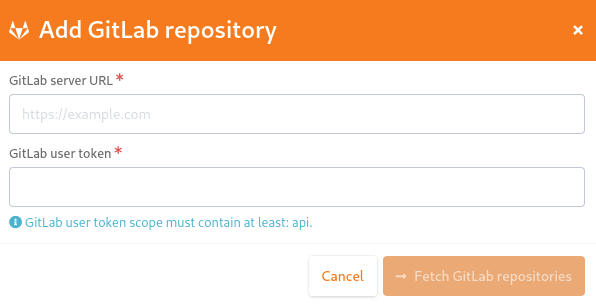 Add GitLab repository ×
GitLab server URL *
https://example.com
GitLab user token *
GitLab user token scope must contain at least: api.
Cancel → Fetch GitLab repositories